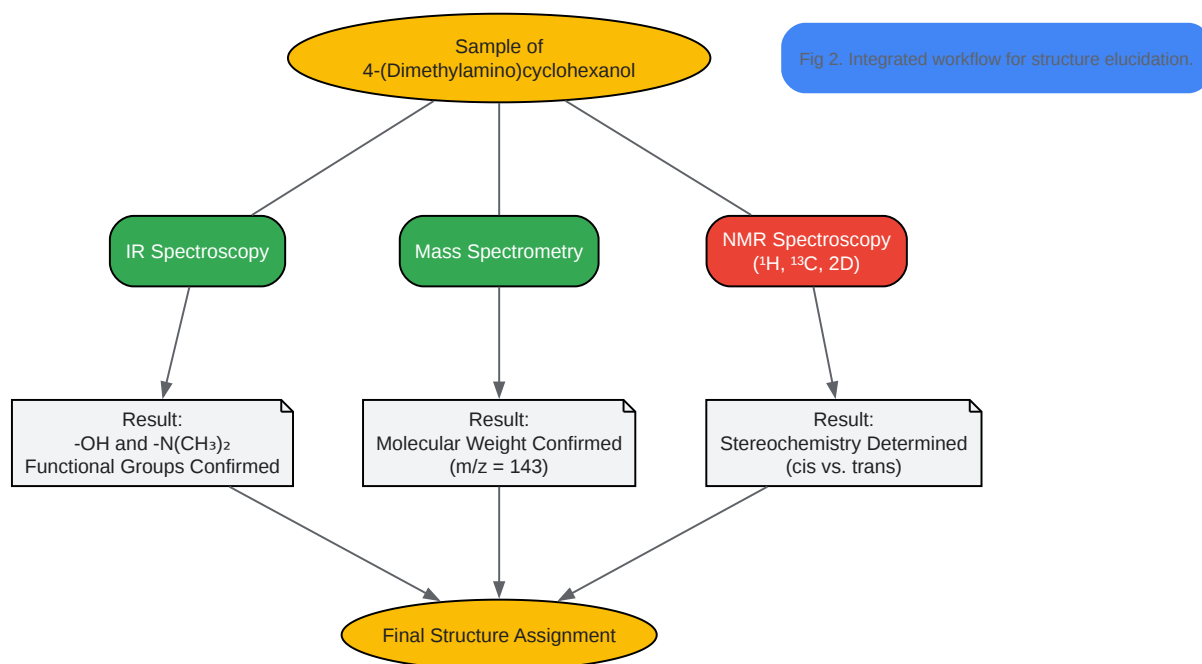 Sample of
4-(Dimethylamino)cyclohexanol
Fig 2. Integrated workflow for structure elucidation.
IR Spectroscopy
Mass Spectrometry
NMR Spectroscopy
(¹H, ¹³C, 2D)
Result:
-OH and -N(CH₃)₂
Functional Groups Confirmed
Result:
Molecular Weight Confirmed
(m/z = 143)
Result:
Stereochemistry Determined
(cis vs. trans)
Final Structure Assignment